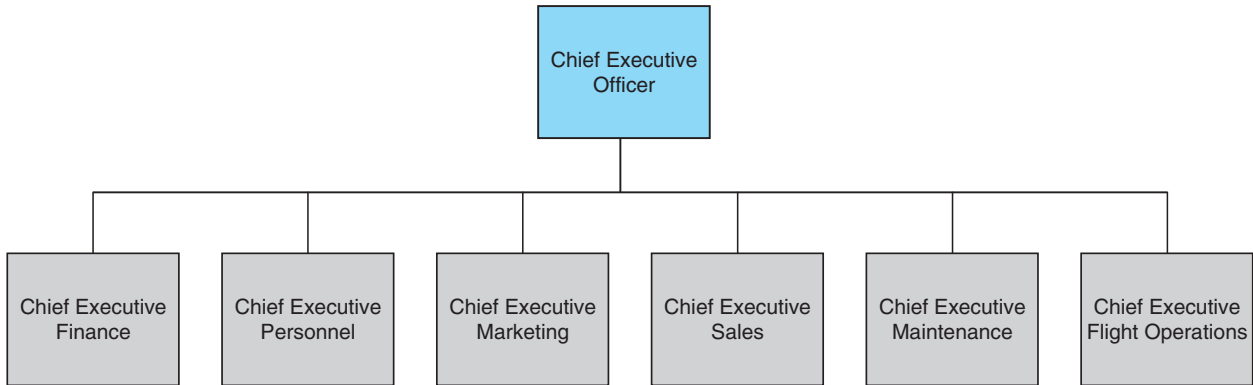 Chief Executive
Officer
Chief Executive
Finance
Chief Executive
Personnel
Chief Executive
Marketing
Chief Executive
Sales
Chief Executive
Maintenance
Chief Executive
Flight Operations